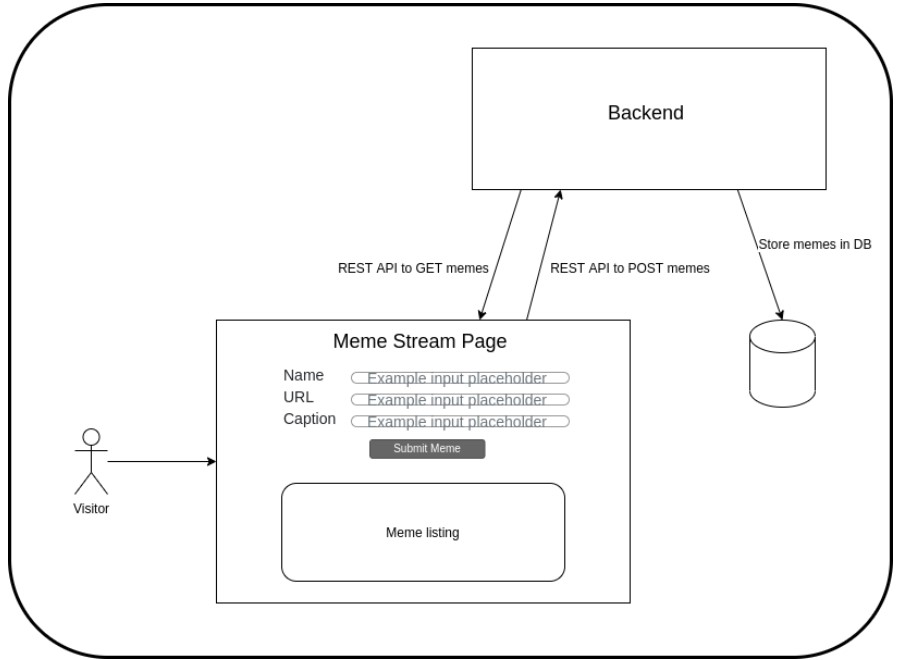 Backend
Store memes in DB
REST API to GET memes
REST API to POST memes
Meme Stream Page
Name
Example input placeholder
URL
Example input placeholder
Caption
Example input placeholder
Submit Meme
Meme listing
Visitor